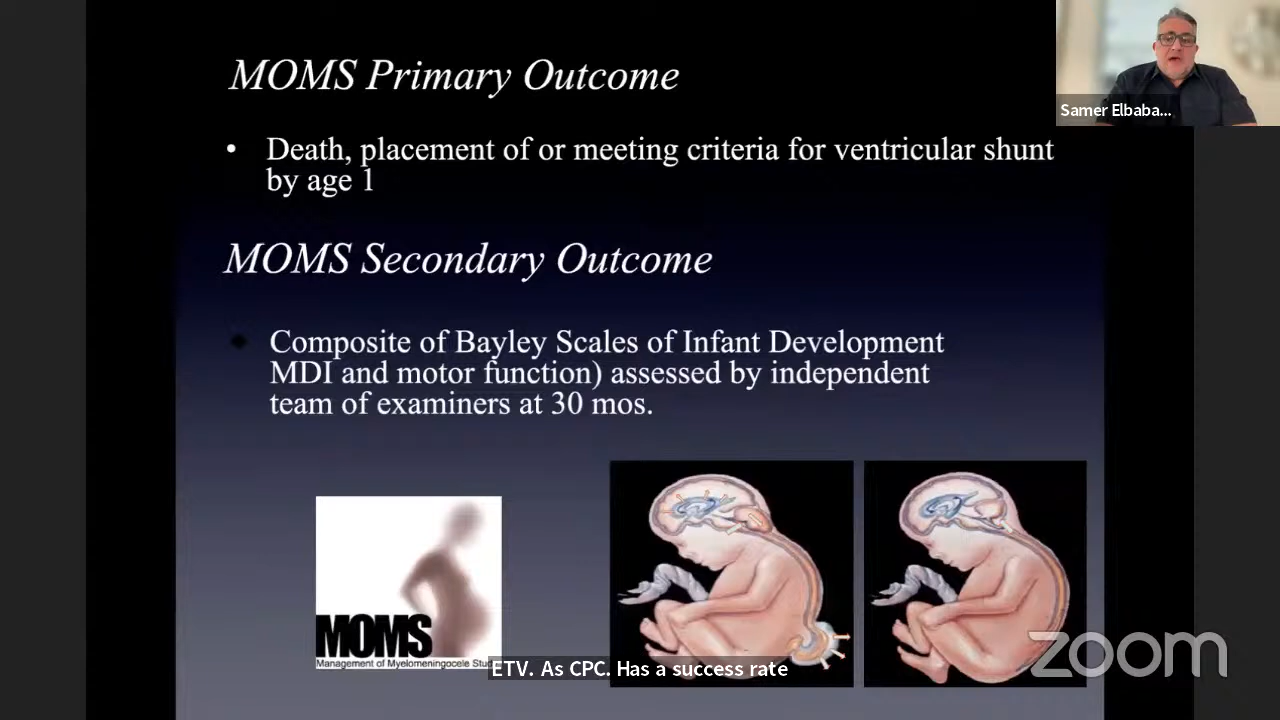 MOMS Primary Outcome
Samer Elbaba...
• Death, placement of or meeting criteria for ventricular shunt
by age 1
MOMS Secondary Outcome
Composite of Bayley Scales of Infant Development
MDI and motor function) assessed by independent
team of examiners at 30 mos.
MOMS
Management of Myelomeningocele Stu
ETV. As CPC. Has a success rate
zoom